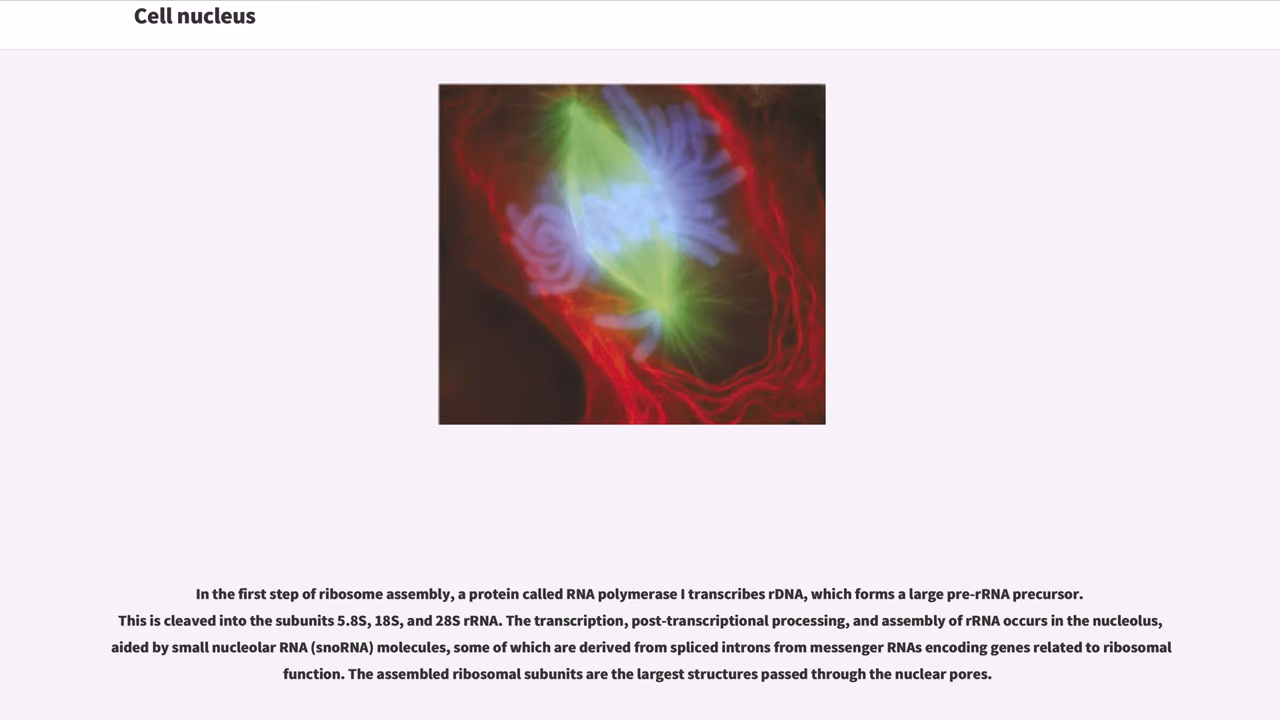 Cell nucleus
In the first step of ribosome assembly, a protein called RNA polymerase I transcribes rDNA, which forms a large pre-rRNA precursor.
This is cleaved into the subunits 5.8S, 18S, and 28S rRNA. The transcription, post-transcriptional processing, and assembly of rRNA occurs in the nucleolus,
aided by small nucleolar RNA (snoRNA) molecules, some of which are derived from spliced introns from messenger RNAs encoding genes related to ribosomal
function. The assembled ribosomal subunits are the largest structures passed through the nuclear pores.